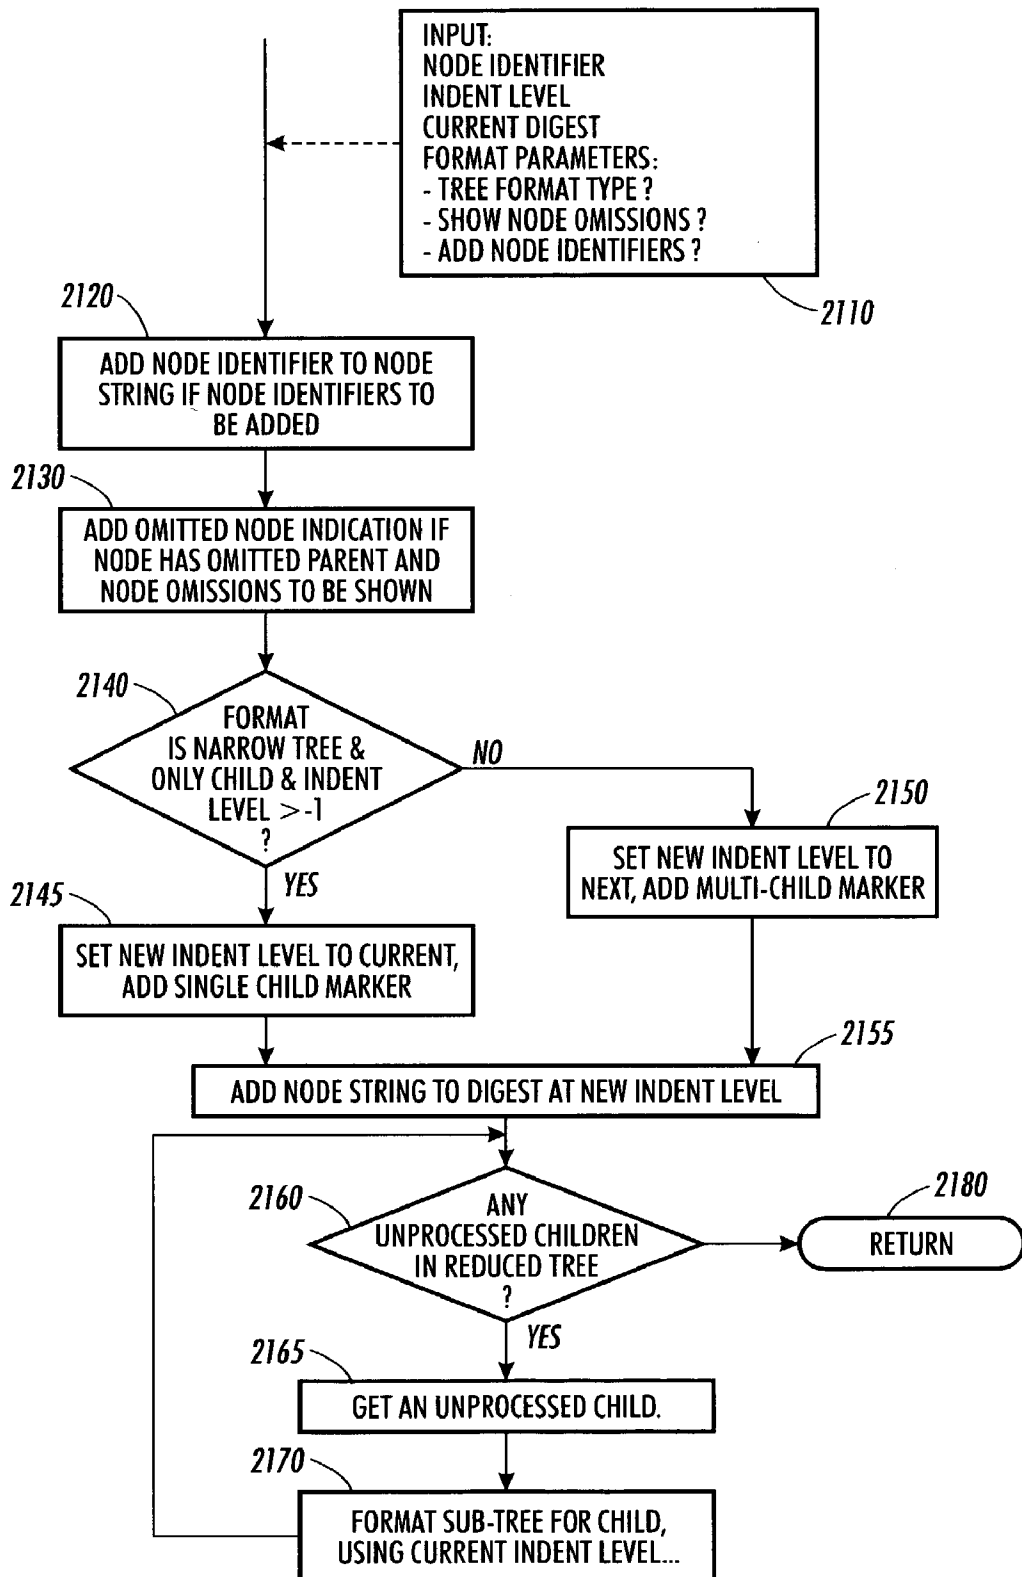 INPUT:
NODE IDENTIFIER
INDENT LEVEL
CURRENT DIGEST
FORMAT PARAMETERS:
- TREE FORMAT TYPE ?
- SHOW NODE OMISSIONS ?
- ADD NODE IDENTIFIERS ?
2110
2120
ADD NODE IDENTIFIER TO NODE
STRING IF NODE IDENTIFIERS TO
BE ADDED
2130
ADD OMITTED NODE INDICATION IF
NODE HAS OMITTED PARENT AND
NODE OMISSIONS TO BE SHOWN
2140
FORMAT
IS NARROW TREE &
ONLY CHILD & INDENT
LEVEL > -1
?
NO
YES
2150
SET NEW INDENT LEVEL TO
NEXT, ADD MULTI-CHILD MARKER
2145
SET NEW INDENT LEVEL TO CURRENT,
ADD SINGLE CHILD MARKER
2155
ADD NODE STRING TO DIGEST AT NEW INDENT LEVEL
2160
ANY
UNPROCESSED CHILDREN
IN REDUCED TREE
?
2180
RETURN
YES
2165
GET AN UNPROCESSED CHILD.
2170
FORMAT SUB-TREE FOR CHILD,
USING CURRENT INDENT LEVEL...